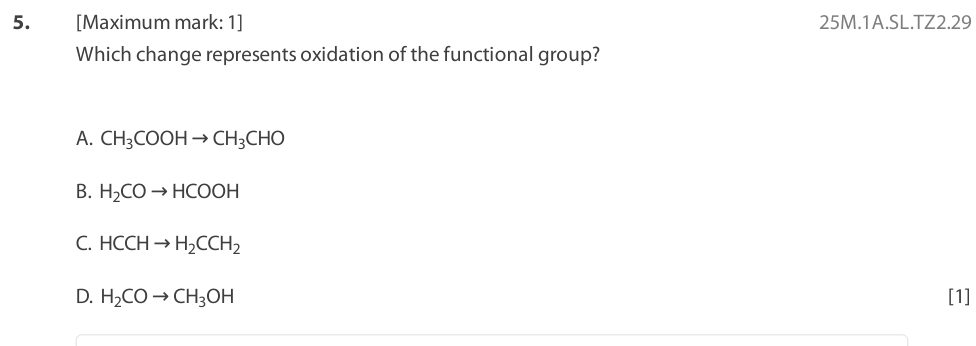 5. [Maximum mark: 1] 25M.1A.SL.TZ2.29
Which change represents oxidation of the functional group?
A. CH₃COOH → CH₃CHO
B. H₂CO → HCOOH
C. HCCH → H₂CCH₂
D. H₂CO → CH₃OH [1]